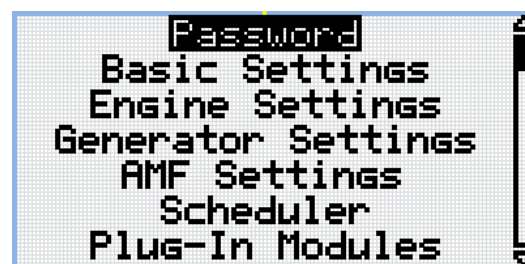 Password
Basic Settings
Engine Settings
Generator Settings
AMF Settings
Scheduler
Plug-In Modules